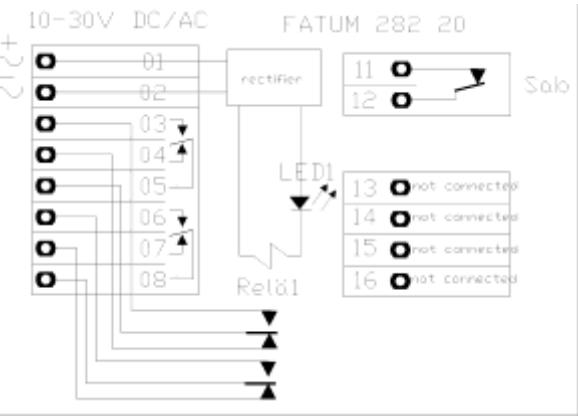 10-30V DC/AC
FATUM 282 20
01
02
03
04
05
06
07
08
rectifier
LED1
Relä1
11
12
Sab
13 not connected
14 not connected
15 not connected
16 not connected